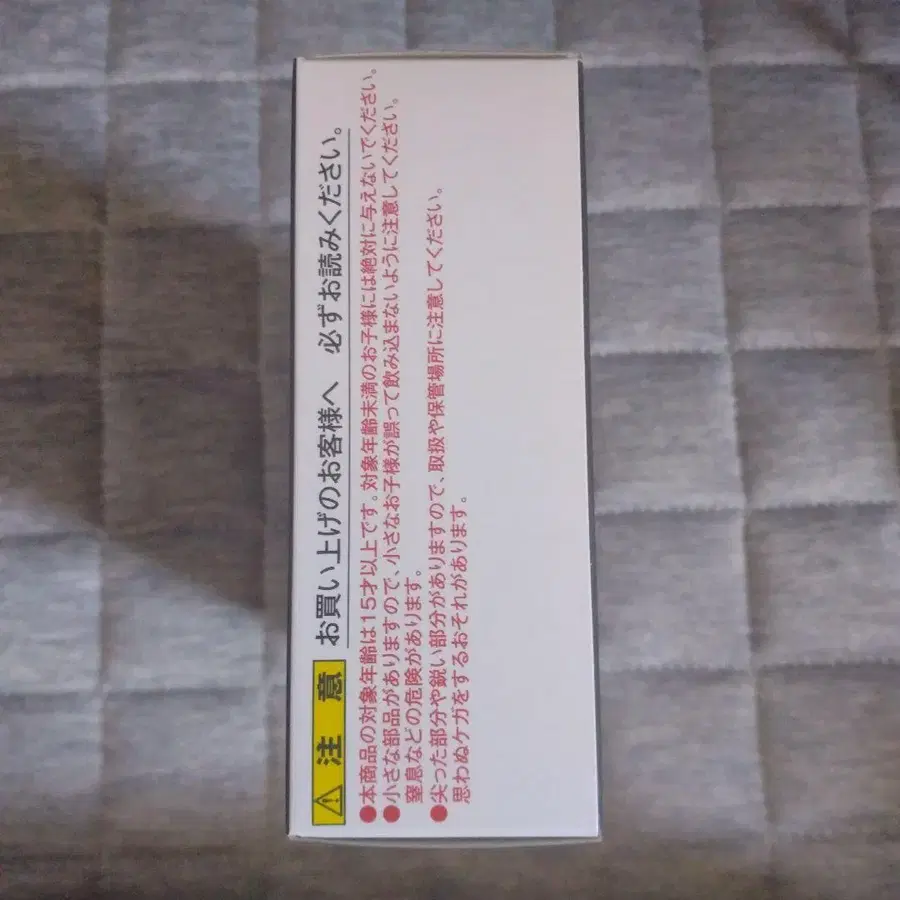 注 意 お買い上げのお客様へ 必ずお読みください。
●本商品の対象年齢は15才以上です。対象年齢未満のお子様には絶対に与えないでください。
●小さな部品がありますので、小さなお子様が誤って飲み込まないように注意してください。
窒息などの危険があります。
●尖った部分や鋭い部分がありますので、取扱や保管場所に注意してください。
思わぬケガをするおそれがあります。